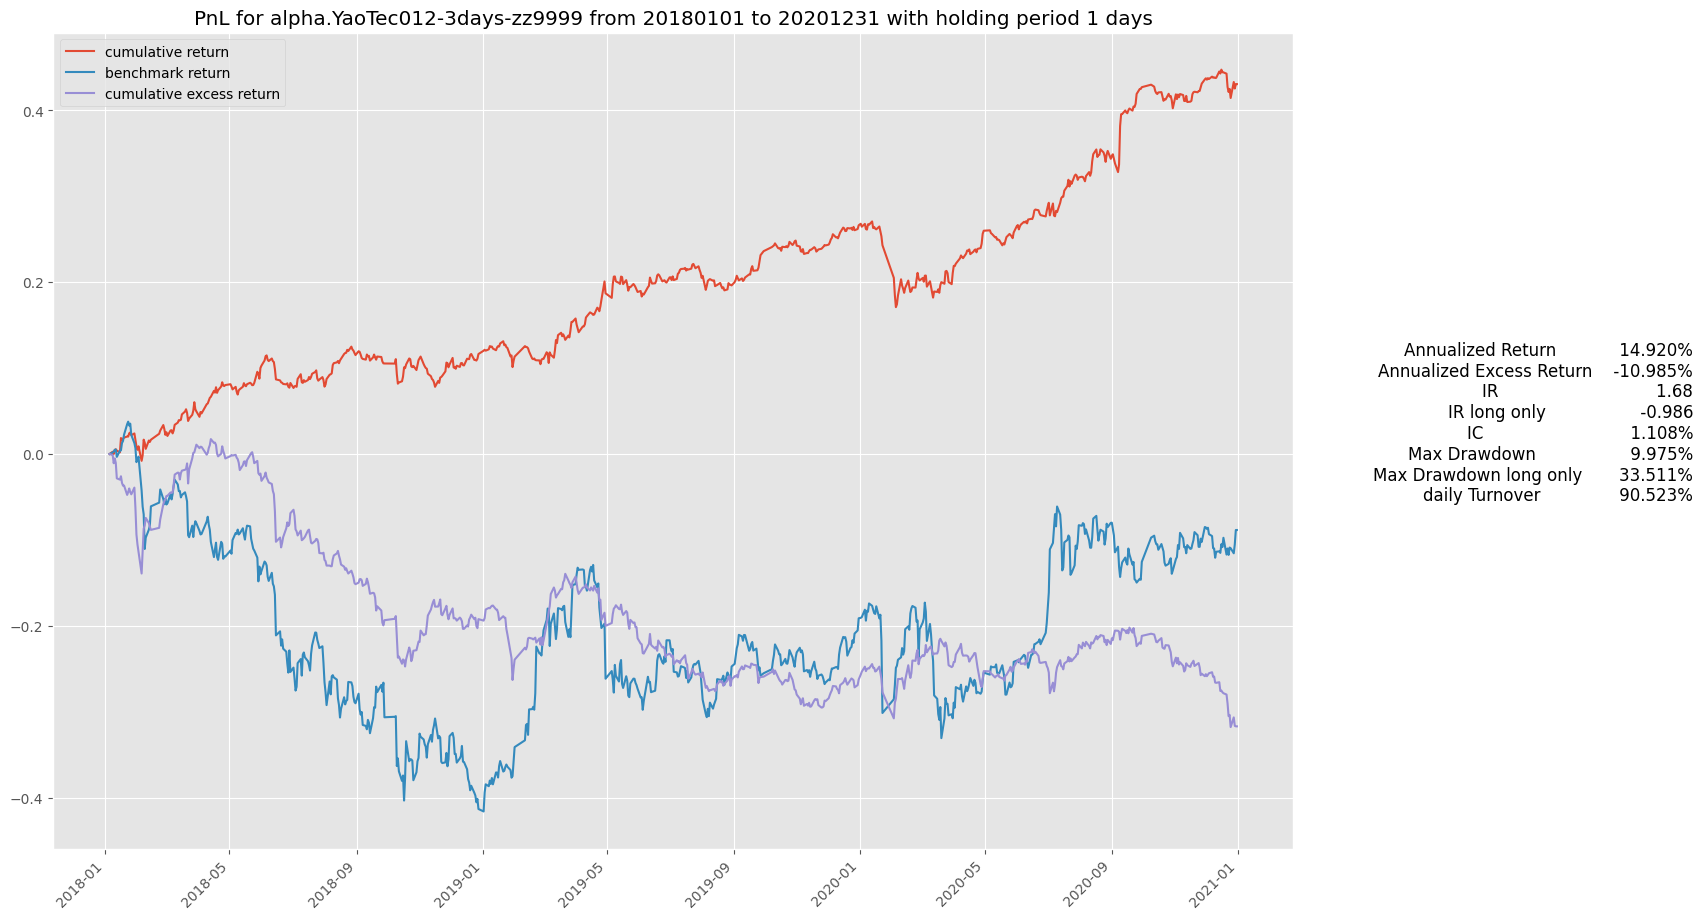 PnL for alpha.YaoTec012-3days-zz9999 from 20180101 to 20201231 with holding period 1 days
cumulative return
benchmark return
cumulative excess return
0.4
0.2
0.0
−0.2
−0.4
2018-01
2018-05
2018-09
2019-01
2019-05
2019-09
2020-01
2020-05
2020-09
2021-01
Annualized Return 14.920%
Annualized Excess Return -10.985%
IR 1.68
IR long only -0.986
IC 1.108%
Max Drawdown 9.975%
Max Drawdown long only 33.511%
daily Turnover 90.523%